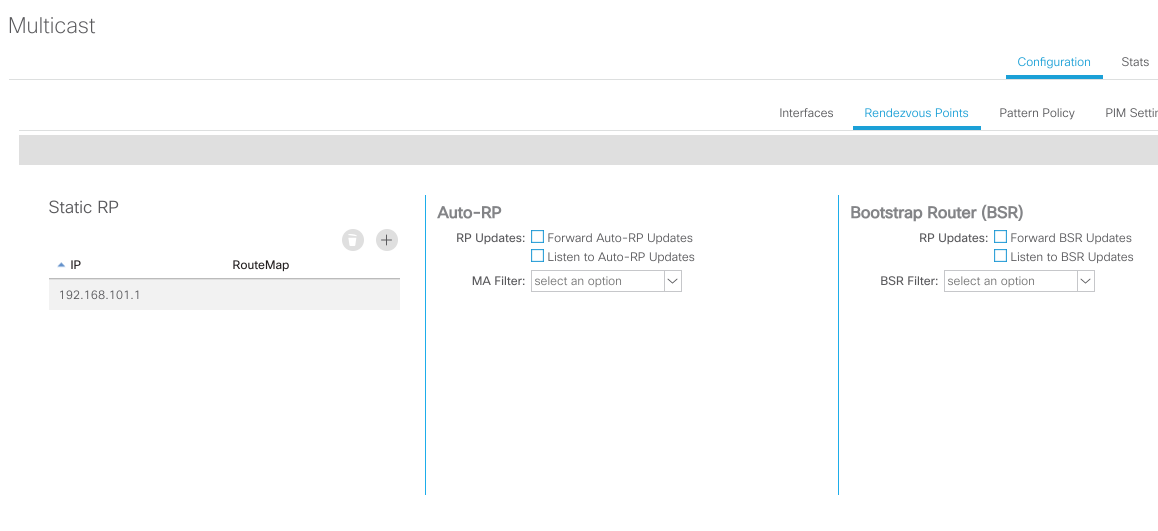 Multicast
Configuration Stats
Interfaces Rendezvous Points Pattern Policy PIM Settin
Static RP
IP RouteMap
192.168.101.1
Auto-RP
RP Updates: Forward Auto-RP Updates
Listen to Auto-RP Updates
MA Filter: select an option
Bootstrap Router (BSR)
RP Updates: Forward BSR Updates
Listen to BSR Updates
BSR Filter: select an option